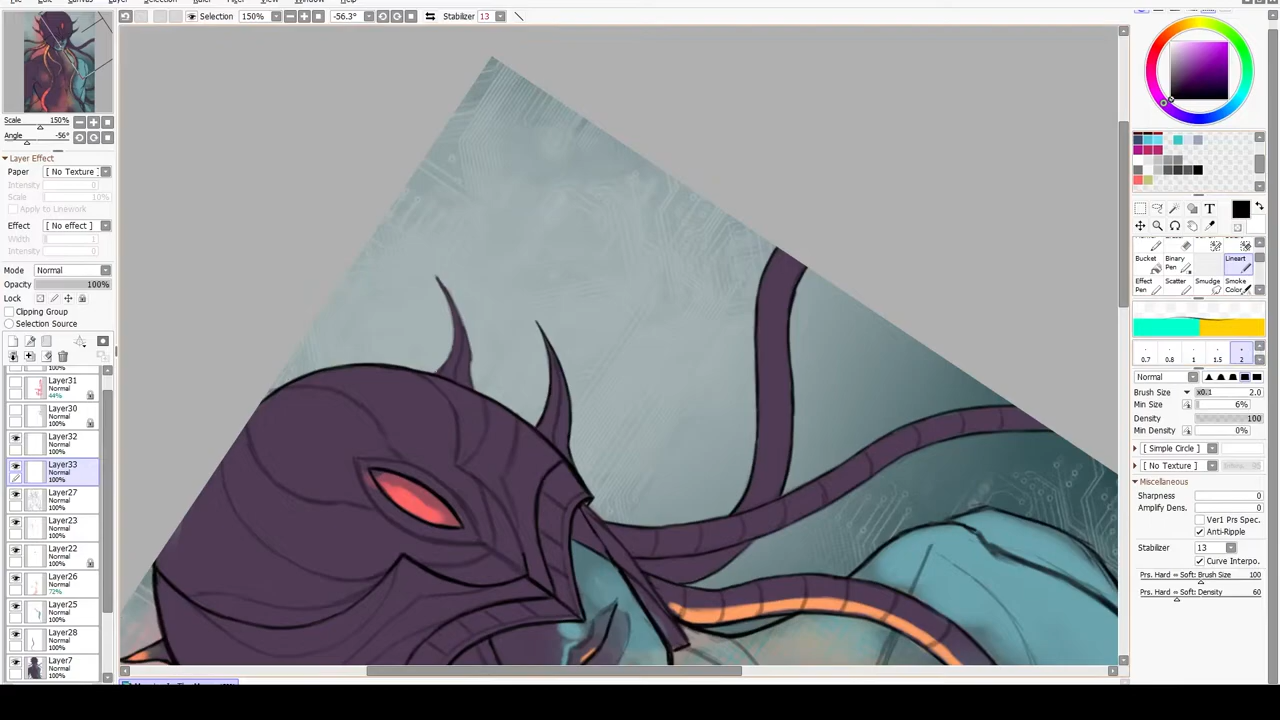 Selection 150% -56.3° Stabilizer 13
Scale 150%
Angle -56°
Layer Effect
Paper [ No Texture ]
Intensity 0
Scale 10%
Apply to Linework
Effect [ No effect ]
Width 1
Intensity
Mode Normal
Opacity 100%
Lock
Clipping Group
Selection Source
100%
Layer31
Normal
44%
Layer30
Normal
100%
Layer32
Normal
100%
Layer33
Normal
100%
Layer27
Normal
100%
Layer23
Normal
100%
Layer22
Normal
100%
Layer26
Normal
72%
Layer25
Normal
100%
Layer28
Normal
100%
Layer7
Normal
100%
T
Bucket Binary Pen Lineart
Effect Pen Scatter Smudge Smoke Color
0.7 0.8 1 1.5 2
Normal
Brush Size x0.1 2.0
Min Size 6%
Density 100
Min Density 0%
[ Simple Circle ]
[ No Texture ]
Miscellaneous
Sharpness 0
Amplify Dens. 0
Ver1 Prs Spec.
Anti-Ripple
Stabilizer 13
Curve Interpo.
Prs. Hard ⇔ Soft: Brush Size 100
Prs. Hard ⇔ Soft: Density 60